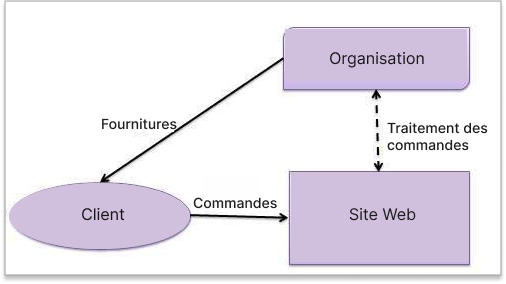 Organisation
Fournitures
Traitement des
commandes
Client
Commandes
Site Web